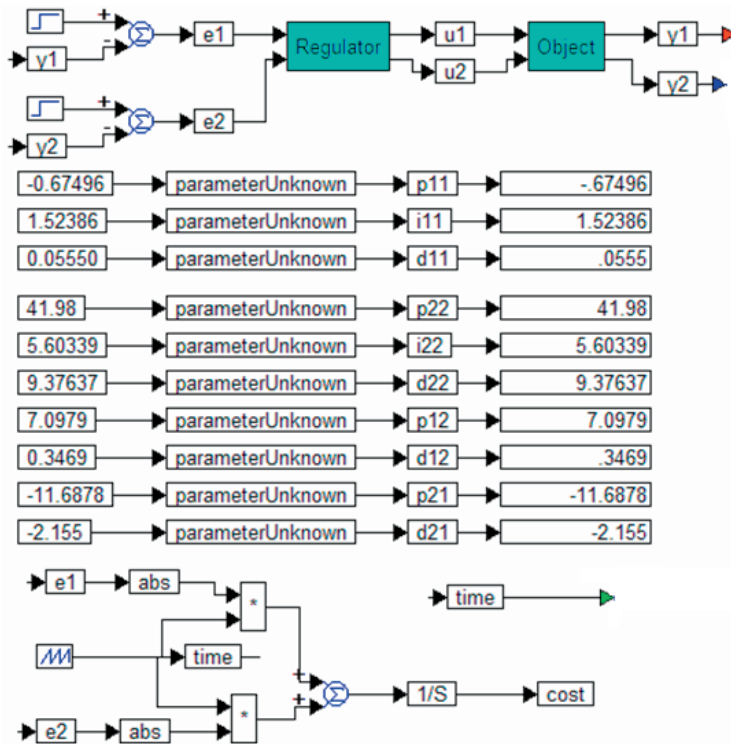 + - Σ e1 Regulator u1 Object y1
y1
u2 y2
+ - Σ e2
y2
-0.67496 parameterUnknown p11 -.67496
1.52386 parameterUnknown i11 1.52386
0.05550 parameterUnknown d11 .0555
41.98 parameterUnknown p22 41.98
5.60339 parameterUnknown i22 5.60339
9.37637 parameterUnknown d22 9.37637
7.0979 parameterUnknown p12 7.0979
0.3469 parameterUnknown d12 .3469
-11.6878 parameterUnknown p21 -11.6878
-2.155 parameterUnknown d21 -2.155
e1 abs * time
time + + Σ 1/S cost
e2 abs *